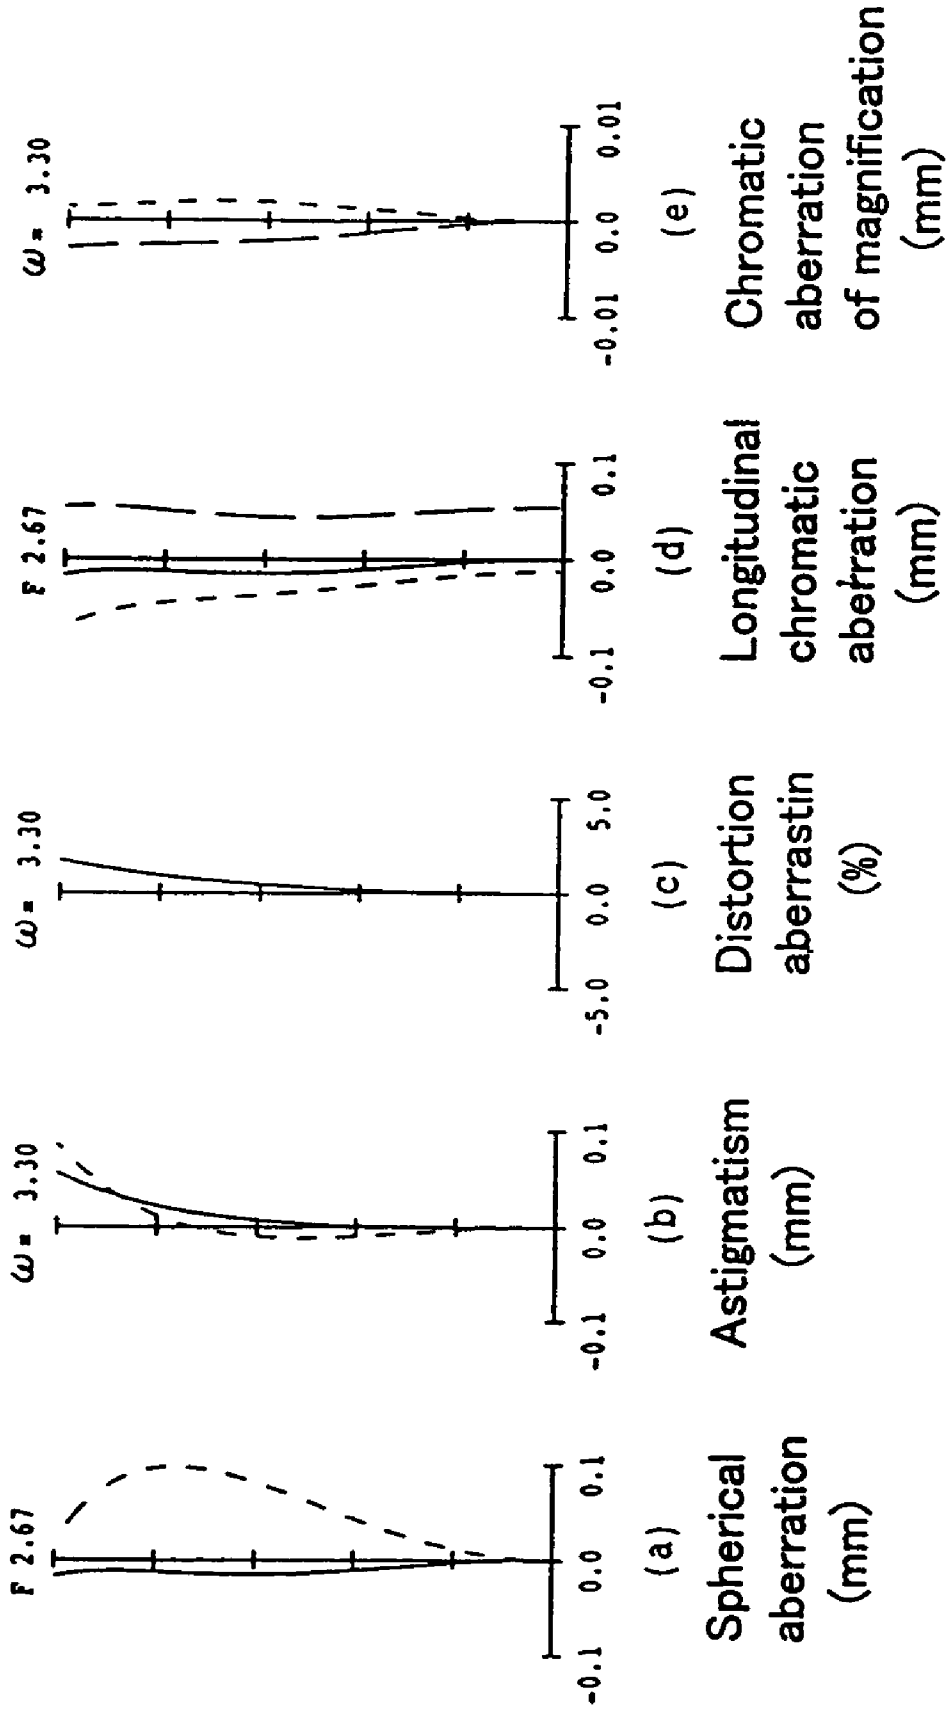 F 2.67
-0.1 0.0 0.1
(a)
Spherical
aberration
(mm)
ω= 3.30
-0.1 0.0 0.1
(b)
Astigmatism
(mm)
ω= 3.30
-5.0 0.0 5.0
(c)
Distortion
aberrastin
(%)
F 2.67
-0.1 0.0 0.1
(d)
Longitudinal
chromatic
aberration
(mm)
ω= 3.30
-0.01 0.0 0.01
(e)
Chromatic
aberration
of magnification
(mm)